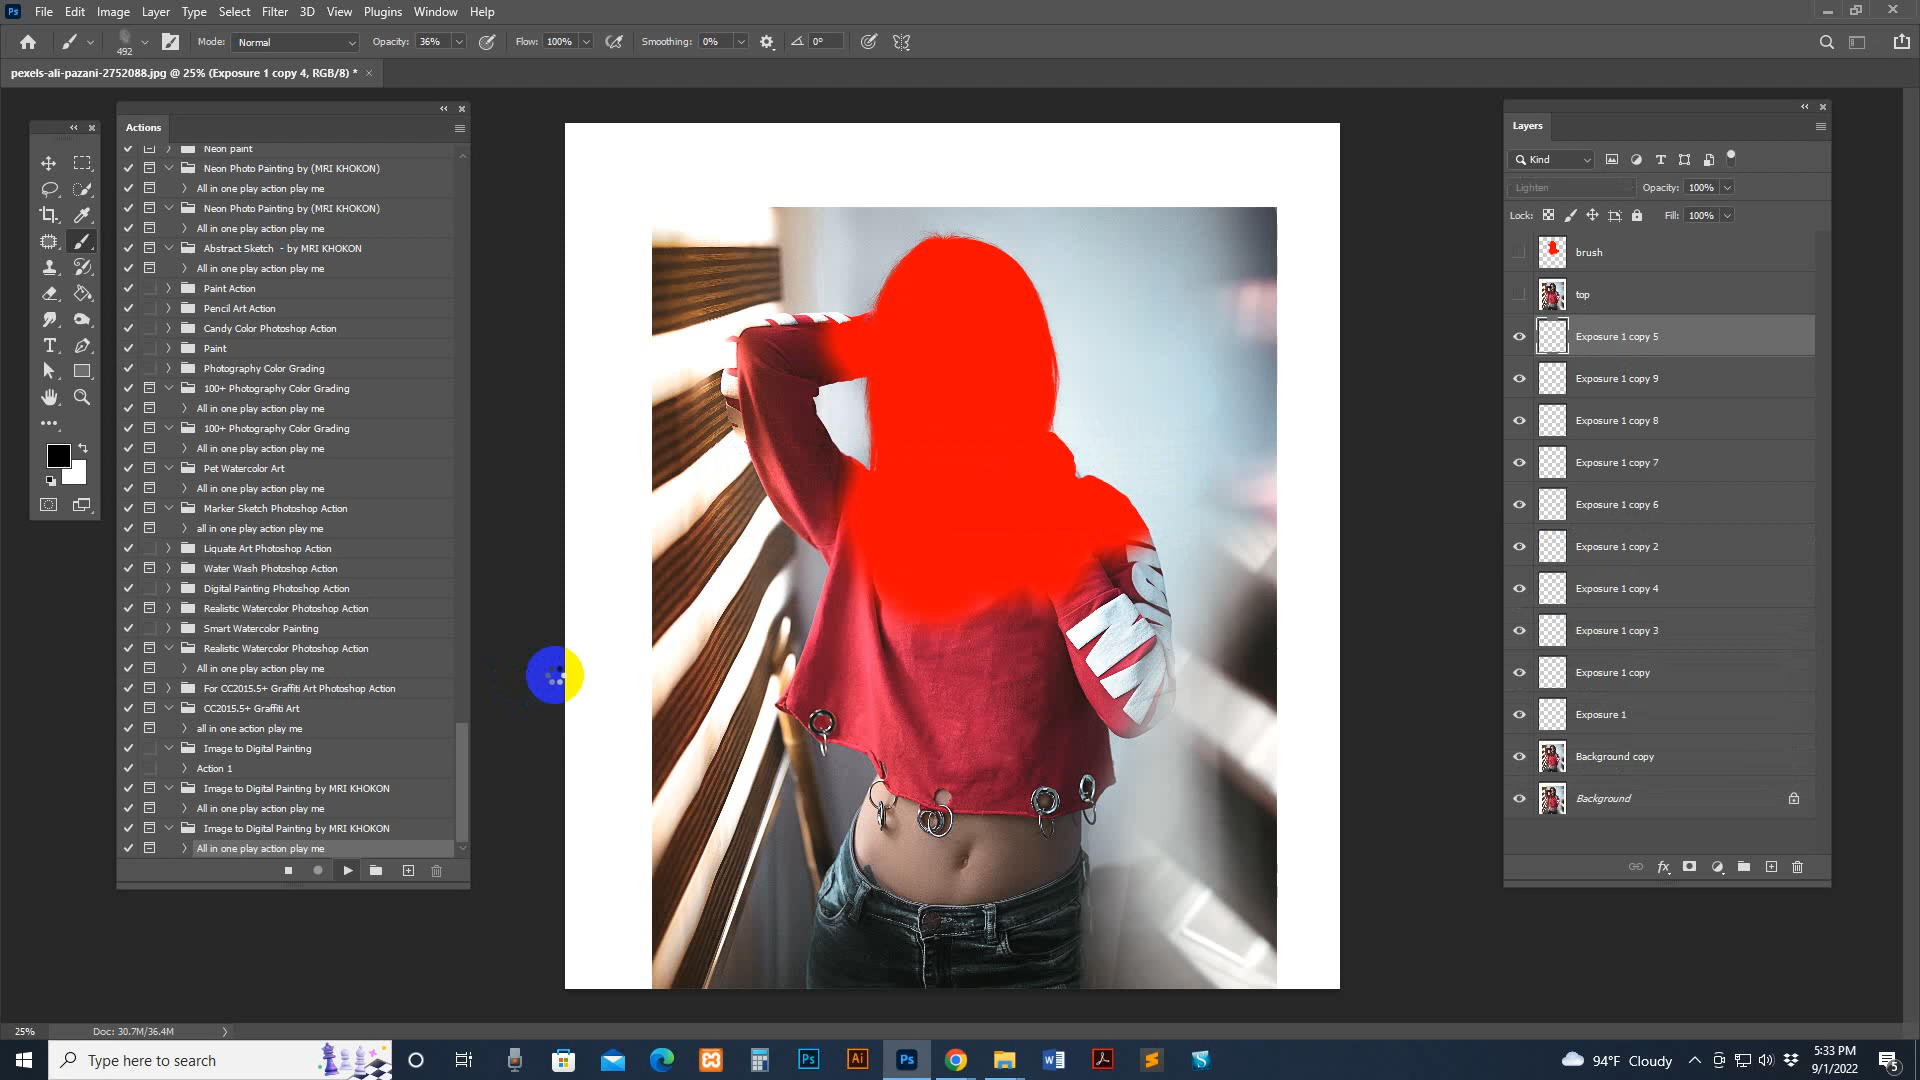 Ps File Edit Image Layer Type Select Filter 3D View Plugins Window Help
492 Mode: Normal Opacity: 36% Flow: 100% Smoothing: 0% 0°
pexels-ali-pazani-2752088.jpg @ 25% (Exposure 1 copy 4, RGB/8) *
Actions
Neon paint
Neon Photo Painting by (MRI KHOKON)
All in one play action play me
Neon Photo Painting by (MRI KHOKON)
All in one play action play me
Abstract Sketch - by MRI KHOKON
All in one play action play me
Paint Action
Pencil Art Action
Candy Color Photoshop Action
Paint
Photography Color Grading
100+ Photography Color Grading
All in one play action play me
100+ Photography Color Grading
All in one play action play me
Pet Watercolor Art
All in one play action play me
Marker Sketch Photoshop Action
all in one play action play me
Liquate Art Photoshop Action
Water Wash Photoshop Action
Digital Painting Photoshop Action
Realistic Watercolor Photoshop Action
Smart Watercolor Painting
Realistic Watercolor Photoshop Action
All in one play action play me
For CC2015.5+ Graffiti Art Photoshop Action
CC2015.5+ Graffiti Art
all in one action play me
Image to Digital Painting
Action 1
Image to Digital Painting by MRI KHOKON
All in one play action play me
Image to Digital Painting by MRI KHOKON
All in one play action play me
Layers
Kind
Lighten Opacity: 100%
Lock: Fill: 100%
brush
top
Exposure 1 copy 5
Exposure 1 copy 9
Exposure 1 copy 8
Exposure 1 copy 7
Exposure 1 copy 6
Exposure 1 copy 2
Exposure 1 copy 4
Exposure 1 copy 3
Exposure 1 copy
Exposure 1
Background copy
Background
fx
25% Doc: 30.7M/36.4M
Type here to search
Ps Ai Ps
94°F Cloudy
5:33 PM
9/1/2022
5